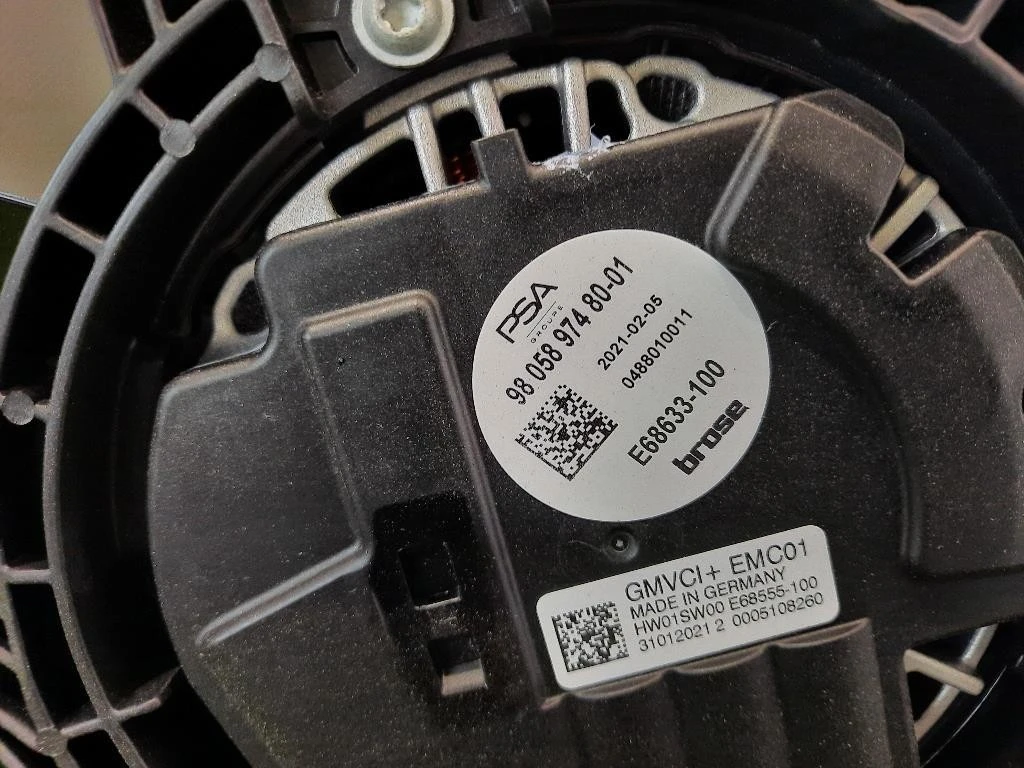 PSA
GROUPE
98 058 974 80-01
2021-02-05
0488010011
E68633-100
brose
GMVCI+ EMC01
MADE IN GERMANY
HW01SW00 E68555-100
31012021 2 0005108260